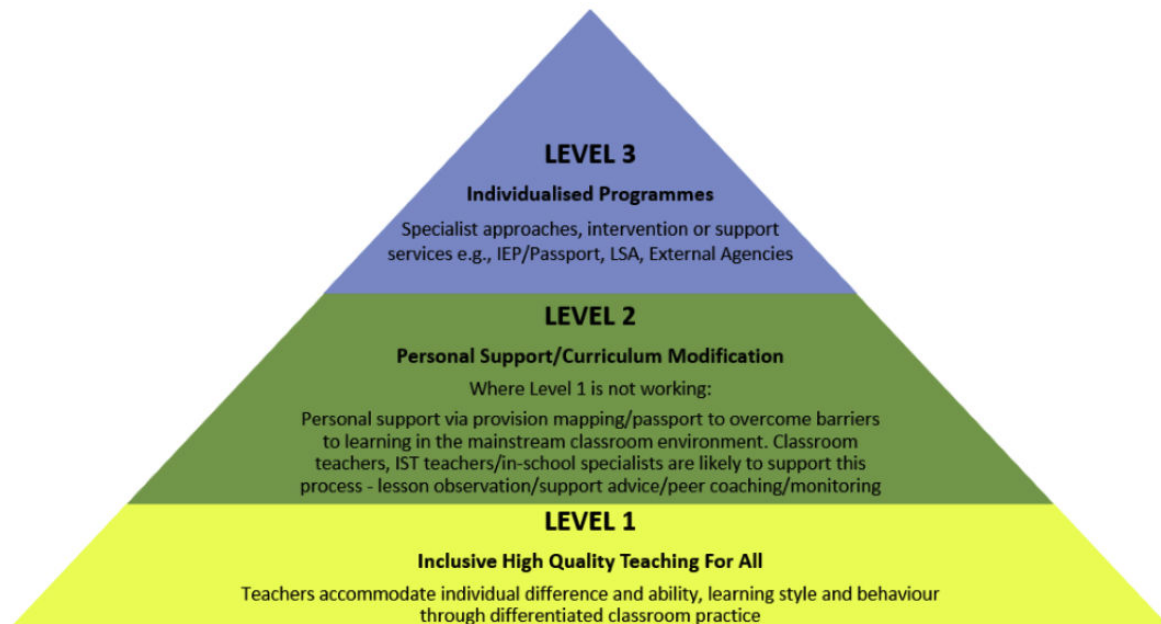 LEVEL 3
Individualised Programmes
Specialist approaches, intervention or support
services e.g., IEP/Passport, LSA, External Agencies
LEVEL 2
Personal Support/Curriculum Modification
Where Level 1 is not working:
Personal support via provision mapping/passport to overcome barriers
to learning in the mainstream classroom environment. Classroom
teachers, IST teachers/in-school specialists are likely to support this
process - lesson observation/support advice/peer coaching/monitoring
LEVEL 1
Inclusive High Quality Teaching For All
Teachers accommodate individual difference and ability, learning style and behaviour
through differentiated classroom practice